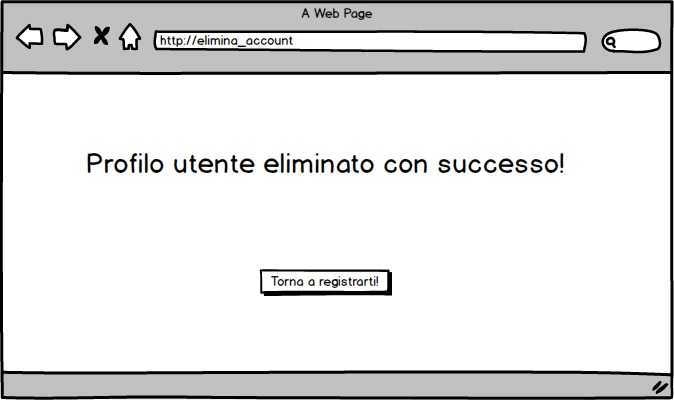 A Web Page
http://elimina_account
Profilo utente eliminato con successo!
Torna a registrarti!